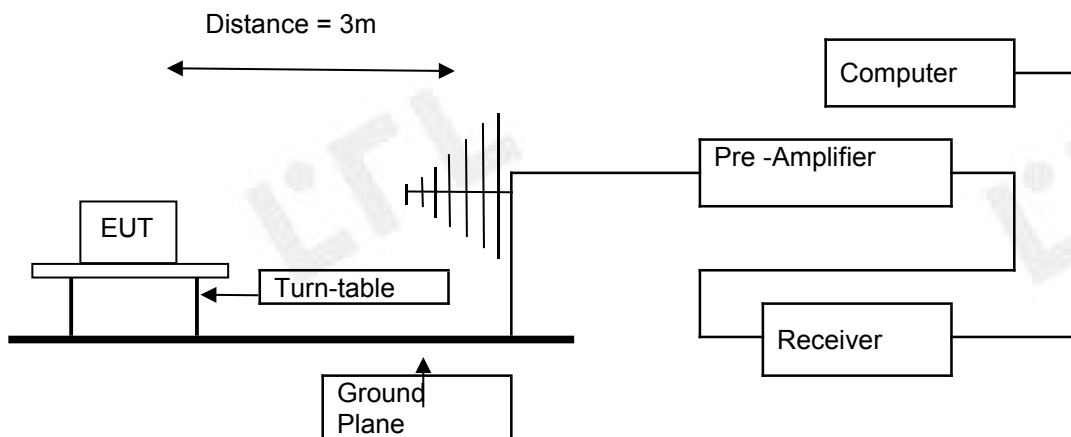 Distance = 3m
Computer
Pre -Amplifier
EUT
Turn-table
Receiver
Ground
Plane